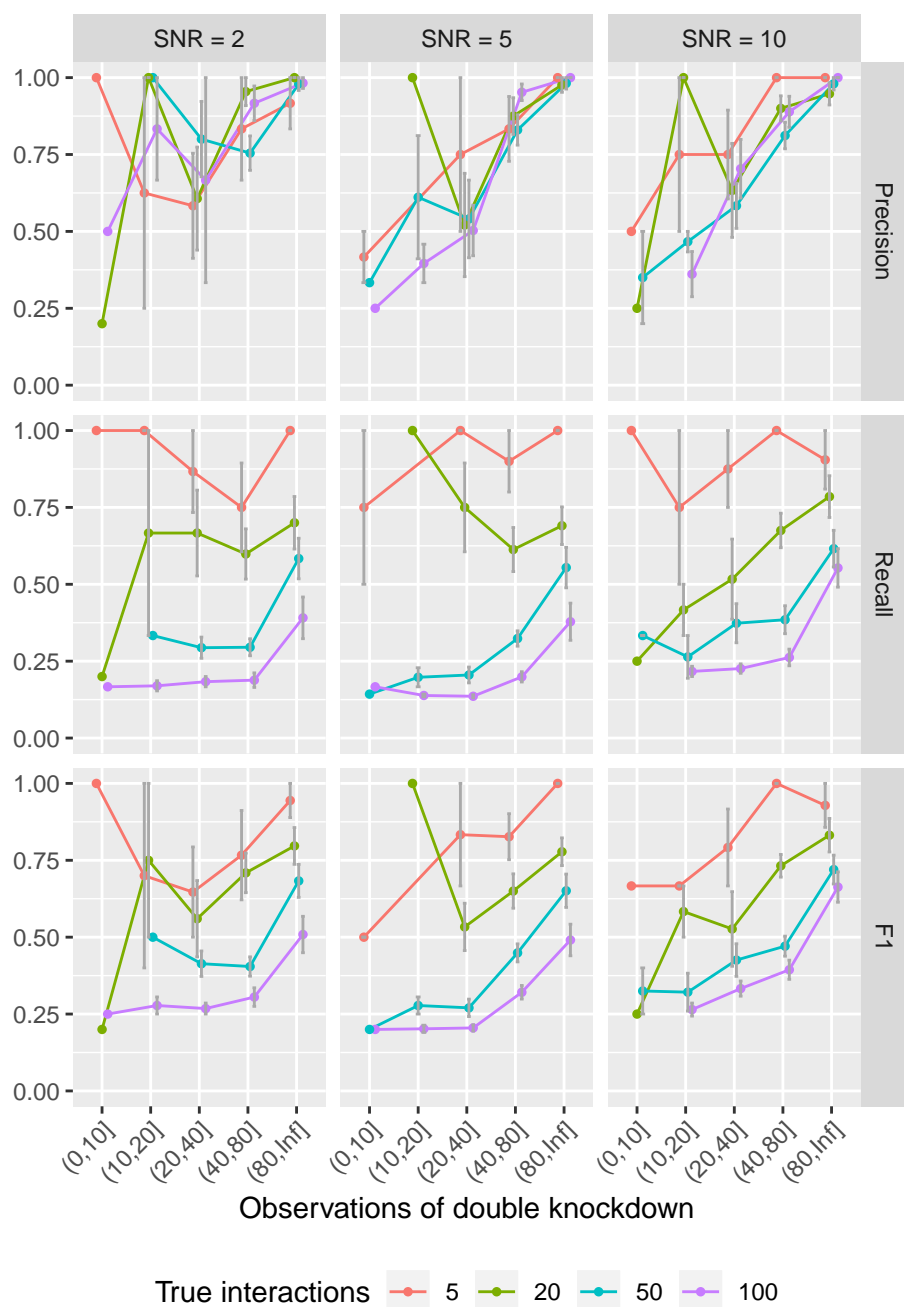 SNR = 2 SNR = 5 SNR = 10
1.00
0.75
0.50
0.25
0.00
Precision
1.00
0.75
0.50
0.25
0.00
Recall
1.00
0.75
0.50
0.25
0.00
F1
(0,10] (10,20] (20,40] (40,80] (80,Inf] (0,10] (10,20] (20,40] (40,80] (80,Inf] (0,10] (10,20] (20,40] (40,80] (80,Inf]
Observations of double knockdown
True interactions 5 20 50 100